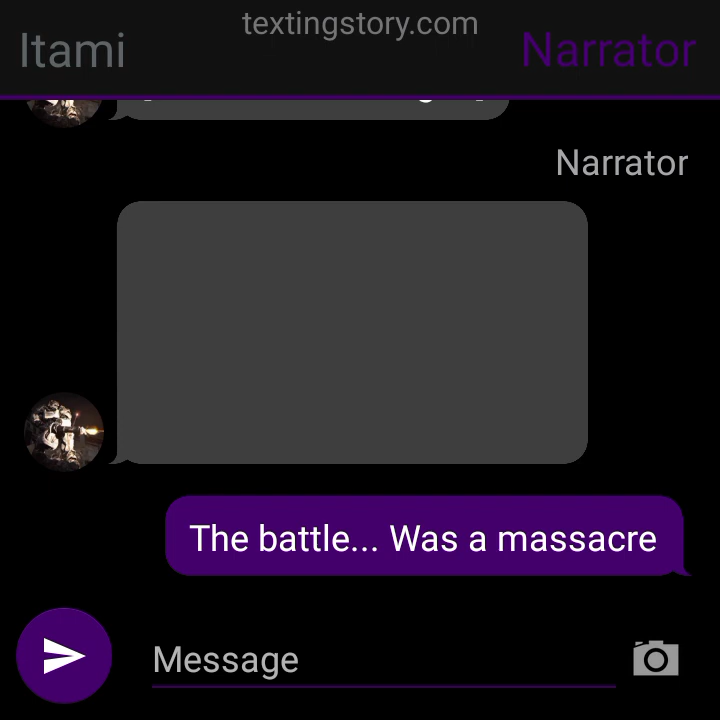 textingstory.com
Itami
Narrator
Narrator
The battle... Was a massacre
Message